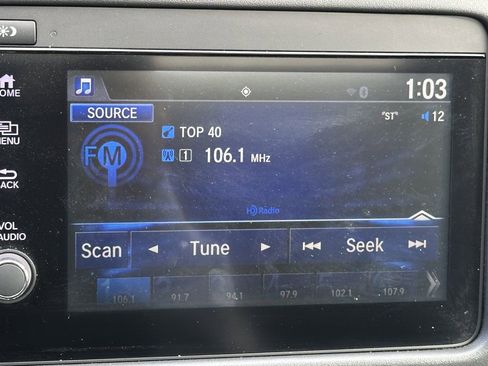 1:03
HOME
SOURCE
"ST" 12
FM
TOP 40
MENU
1 106.1 MHz
BACK
HD Radio
VOL
AUDIO
Scan Tune Seek
106.1 91.7 94.1 97.9 102.1 107.9